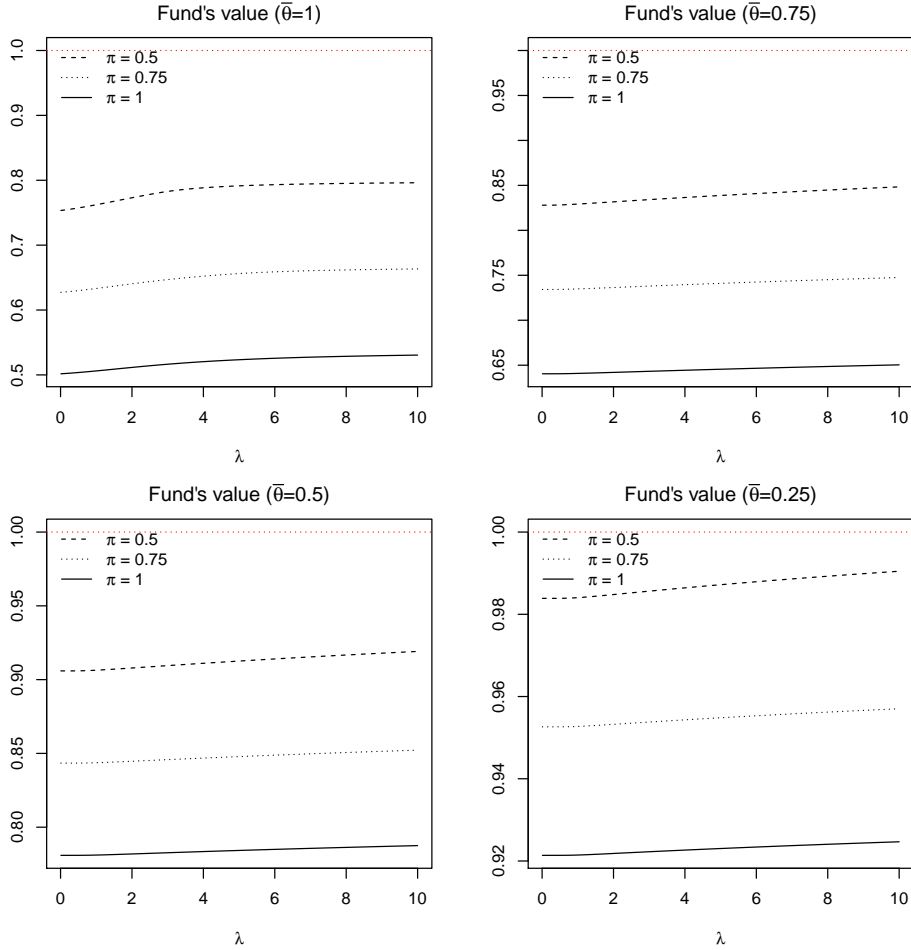 Fund's value (θ̅=1)
π = 0.5
π = 0.75
π = 1
1.0
0.9
0.8
0.7
0.6
0.5
0 2 4 6 8 10
λ
Fund's value (θ̅=0.75)
π = 0.5
π = 0.75
π = 1
0.95
0.85
0.75
0.65
0 2 4 6 8 10
λ
Fund's value (θ̅=0.5)
π = 0.5
π = 0.75
π = 1
1.00
0.95
0.90
0.85
0.80
0 2 4 6 8 10
λ
Fund's value (θ̅=0.25)
π = 0.5
π = 0.75
π = 1
1.00
0.98
0.96
0.94
0.92
0 2 4 6 8 10
λ